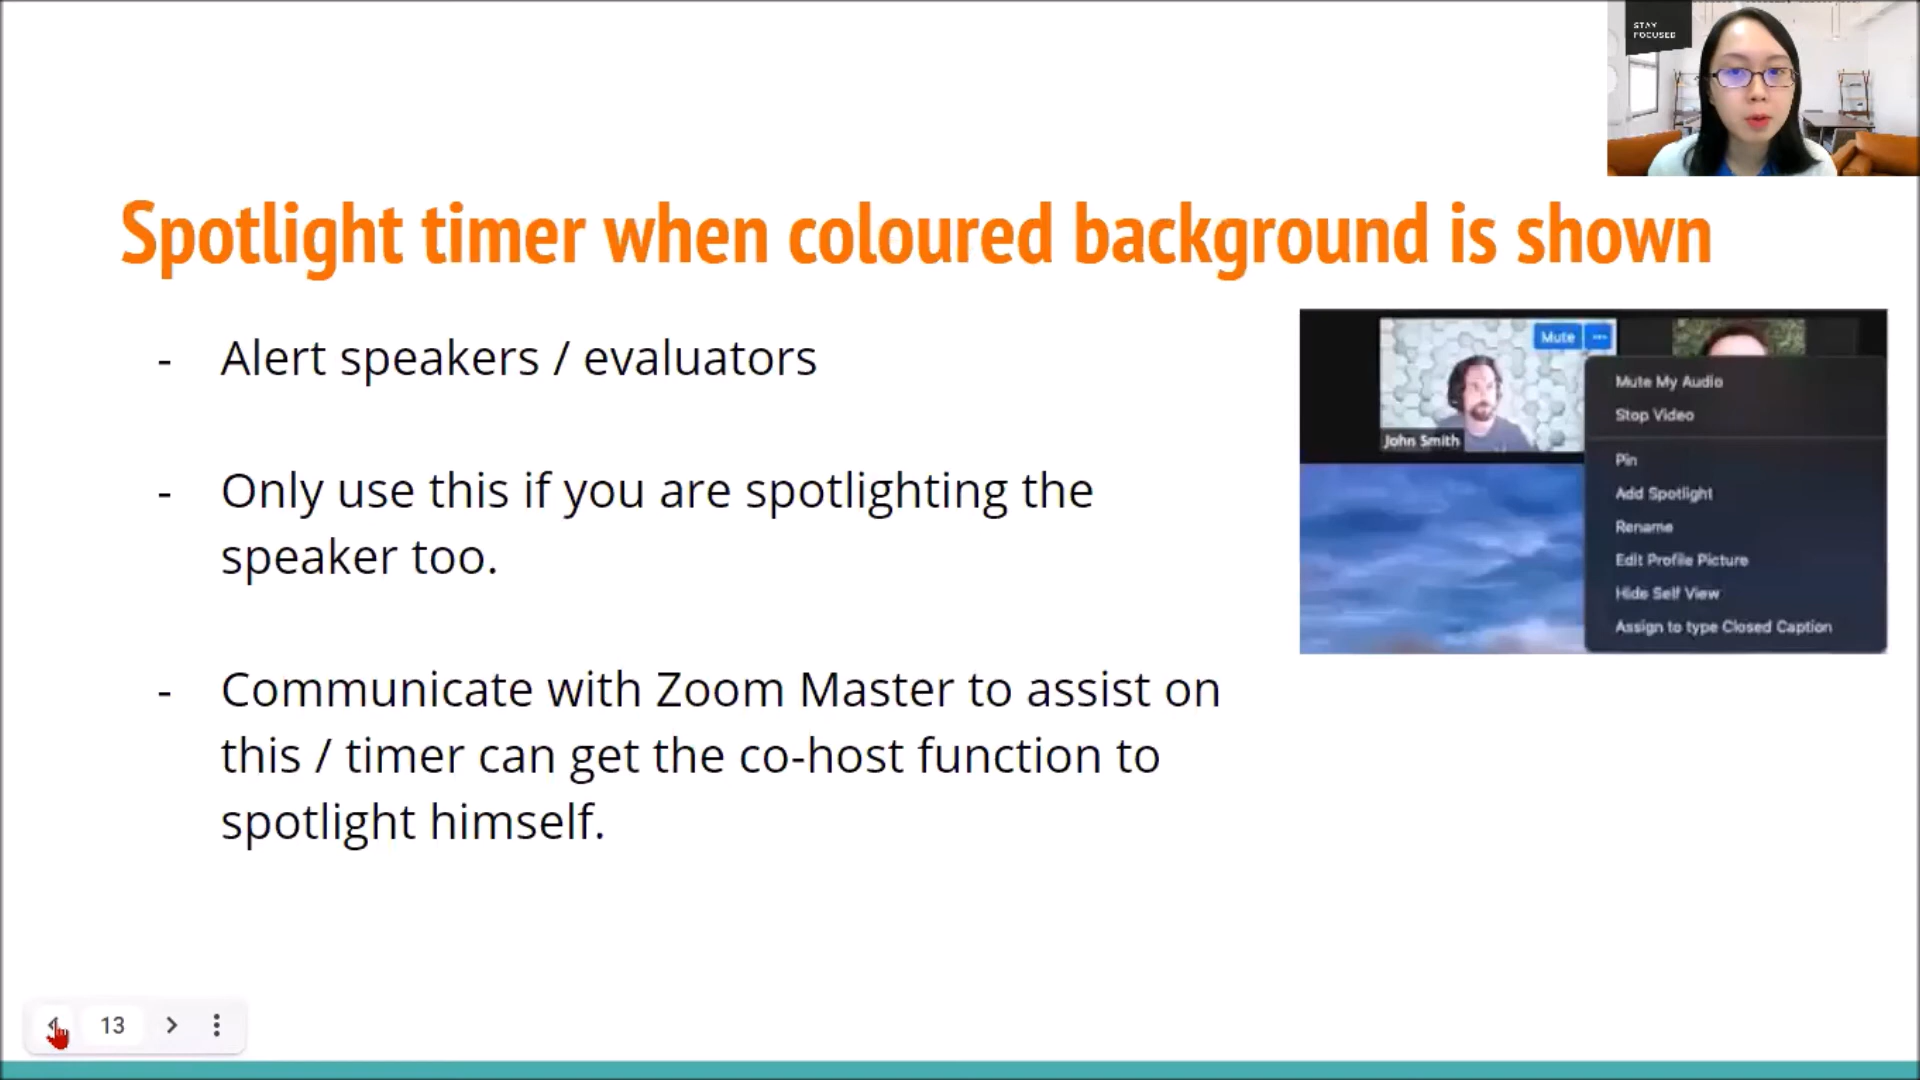 STAY
FOCUSED
Spotlight timer when coloured background is shown
- Alert speakers / evaluators
- Only use this if you are spotlighting the
speaker too.
- Communicate with Zoom Master to assist on
this / timer can get the co-host function to
spotlight himself.
Mute ...
John Smith
Mute My Audio
Stop Video
Pin
Add Spotlight
Rename
Edit Profile Picture
Hide Self View
Assign to type Closed Caption
13